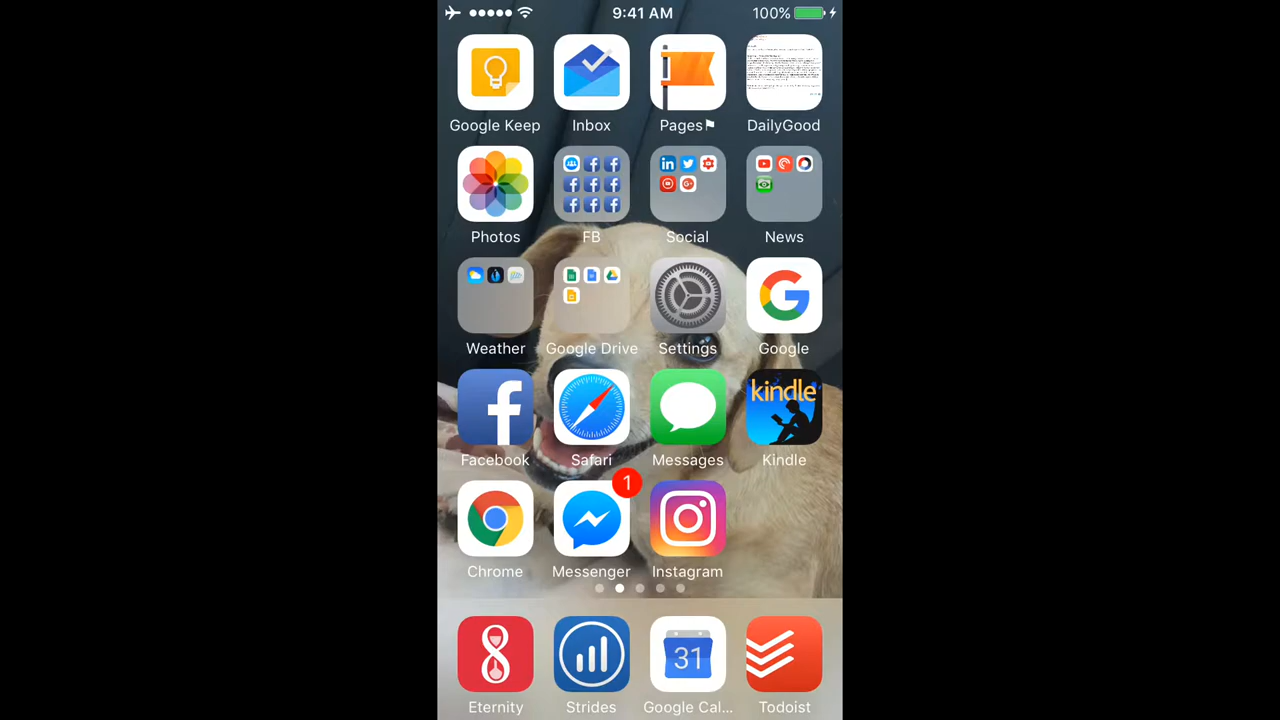 9:41 AM
100%
Google Keep
Inbox
Pages⚑
DailyGood
Photos
FB
Social
News
Weather
Google Drive
Settings
Google
kindle
Facebook
Safari
Messages
Kindle
1
Chrome
Messenger
Instagram
31
Eternity
Strides
Google Cal...
Todoist